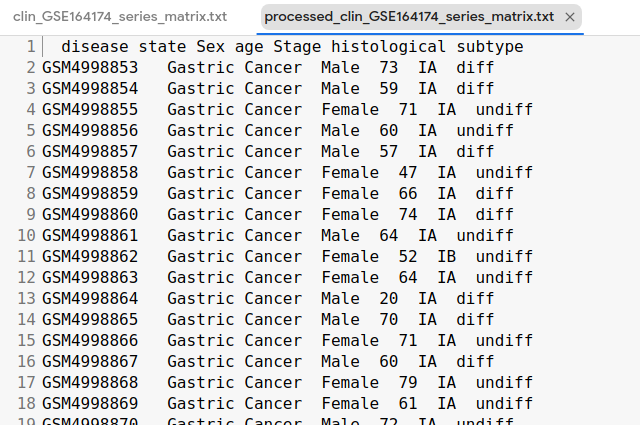 clin_GSE164174_series_matrix.txt processed_clin_GSE164174_series_matrix.txt ×
1 disease state Sex age Stage histological subtype
2 GSM4998853 Gastric Cancer Male 73 IA diff
3 GSM4998854 Gastric Cancer Male 59 IA diff
4 GSM4998855 Gastric Cancer Female 71 IA undiff
5 GSM4998856 Gastric Cancer Male 60 IA undiff
6 GSM4998857 Gastric Cancer Male 57 IA diff
7 GSM4998858 Gastric Cancer Female 47 IA undiff
8 GSM4998859 Gastric Cancer Female 66 IA diff
9 GSM4998860 Gastric Cancer Female 74 IA diff
10 GSM4998861 Gastric Cancer Male 64 IA undiff
11 GSM4998862 Gastric Cancer Female 52 IB undiff
12 GSM4998863 Gastric Cancer Female 64 IA undiff
13 GSM4998864 Gastric Cancer Male 20 IA diff
14 GSM4998865 Gastric Cancer Male 70 IA diff
15 GSM4998866 Gastric Cancer Female 71 IA undiff
16 GSM4998867 Gastric Cancer Male 60 IA diff
17 GSM4998868 Gastric Cancer Female 79 IA undiff
18 GSM4998869 Gastric Cancer Female 61 IA undiff
19 GSM4998870 Gastric Cancer Male 72 IA undiff